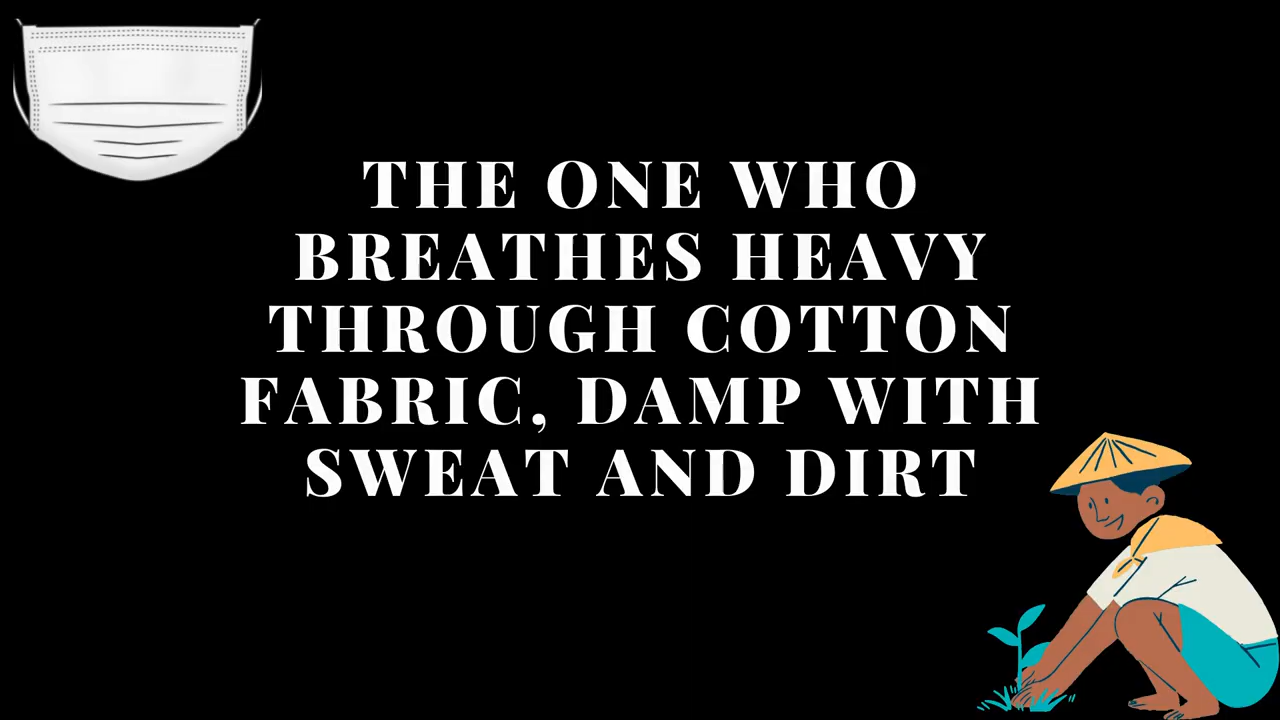 THE ONE WHO
BREATHES HEAVY
THROUGH COTTON
FABRIC, DAMP WITH
SWEAT AND DIRT